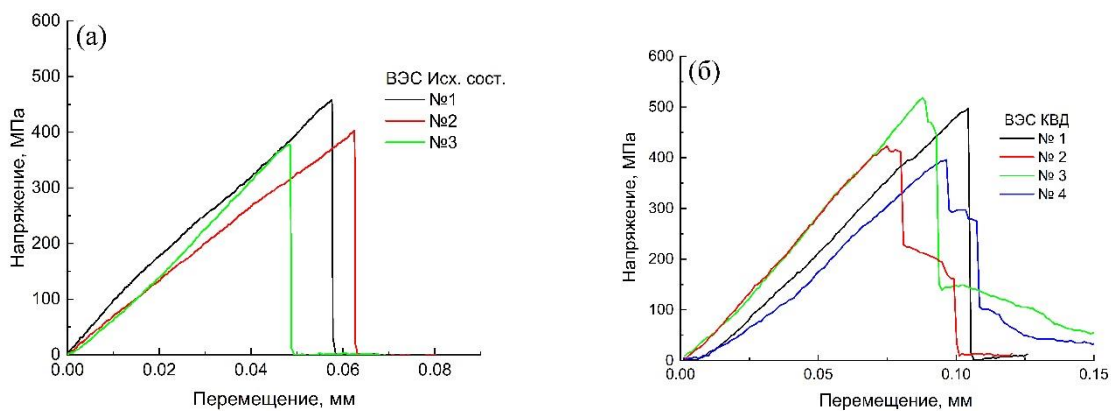 (а)
600
500
400
300
200
100
0
Напряжение, МПа
0.00 0.02 0.04 0.06 0.08
Перемещение, мм
ВЭС Исх. сост.
№1
№2
№3
(б)
600
500
400
300
200
100
0
Напряжение, МПа
0.00 0.05 0.10 0.15
Перемещение, мм
ВЭС КВД
№ 1
№ 2
№ 3
№ 4